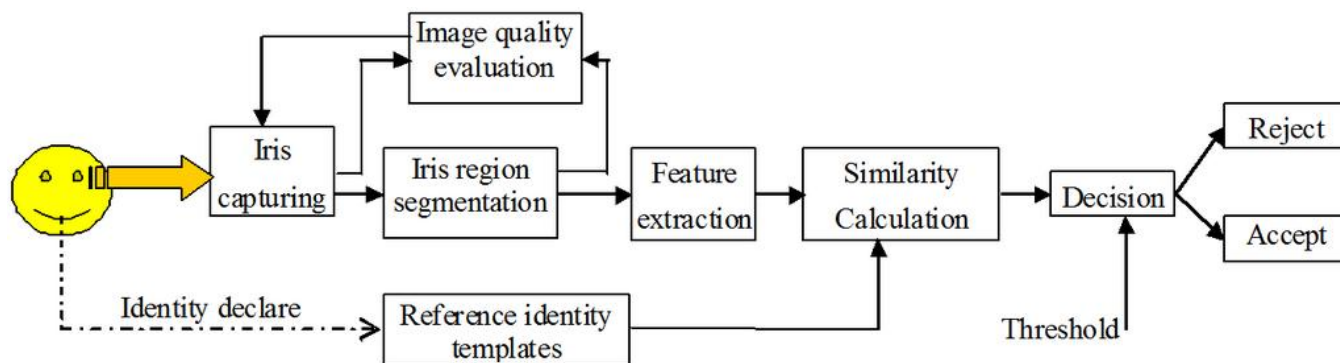 Image quality
evaluation
Iris
capturing
Iris region
segmentation
Feature
extraction
Similarity
Calculation
Decision
Reject
Accept
Identity declare
Reference identity
templates
Threshold